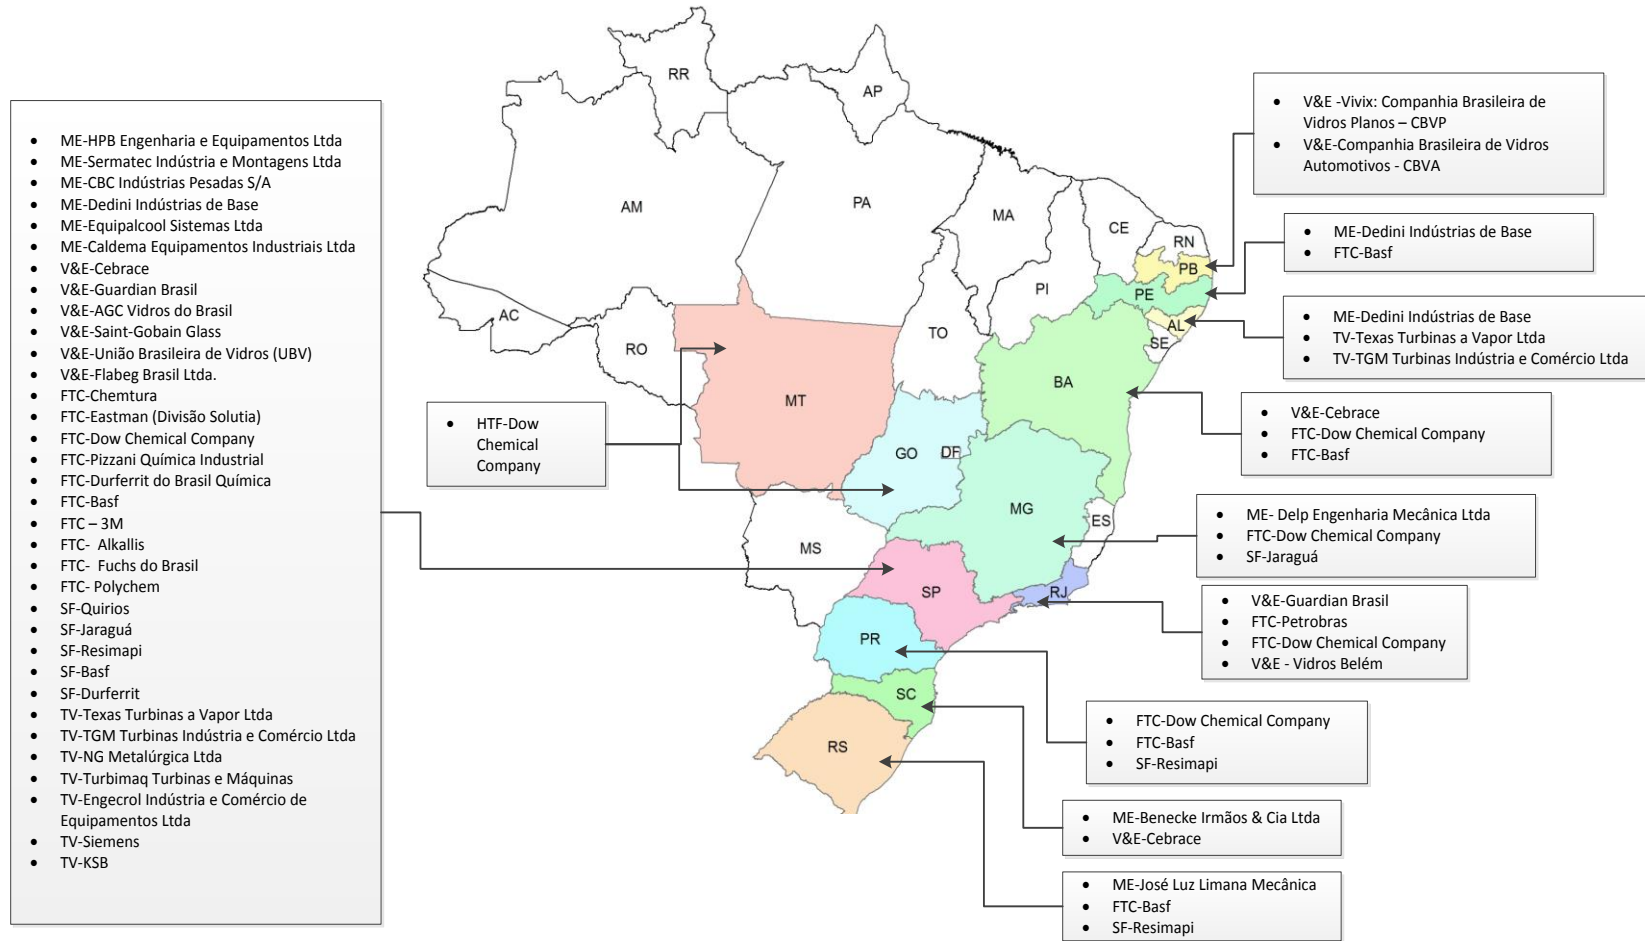 • ME-HPB Engenharia e Equipamentos Ltda
• ME-Sermatec Indústria e Montagens Ltda
• ME-CBC Indústrias Pesadas S/A
• ME-Dedini Indústrias de Base
• ME-Equipalcool Sistemas Ltda
• ME-Caldema Equipamentos Industriais Ltda
• V&E-Cebrace
• V&E-Guardian Brasil
• V&E-AGC Vidros do Brasil
• V&E-Saint-Gobain Glass
• V&E-União Brasileira de Vidros (UBV)
• V&E-Flabeg Brasil Ltda.
• FTC-Chemtura
• FTC-Eastman (Divisão Solutia)
• FTC-Dow Chemical Company
• FTC-Pizzani Química Industrial
• FTC-Durferrit do Brasil Química
• FTC-Basf
• FTC – 3M
• FTC- Alkallis
• FTC- Fuchs do Brasil
• FTC- Polychem
• SF-Quirios
• SF-Jaraguá
• SF-Resimapi
• SF-Basf
• SF-Durferrit
• TV-Texas Turbinas a Vapor Ltda
• TV-TGM Turbinas Indústria e Comércio Ltda
• TV-NG Metalúrgica Ltda
• TV-Turbimaq Turbinas e Máquinas
• TV-Engecrol Indústria e Comércio de
Equipamentos Ltda
• TV-Siemens
• TV-KSB
• HTF-Dow
Chemical
Company
RR
AP
AM
PA
MA
CE
RN
PB
PI
PE
AL
SE
AC
RO
TO
BA
MT
GO
DF
MG
ES
MS
SP
RJ
PR
SC
RS
• V&E -Vivix: Companhia Brasileira de
Vidros Planos – CBVP
• V&E-Companhia Brasileira de Vidros
Automotivos - CBVA
• ME-Dedini Indústrias de Base
• FTC-Basf
• ME-Dedini Indústrias de Base
• TV-Texas Turbinas a Vapor Ltda
• TV-TGM Turbinas Indústria e Comércio Ltda
• V&E-Cebrace
• FTC-Dow Chemical Company
• FTC-Basf
• ME- Delp Engenharia Mecânica Ltda
• FTC-Dow Chemical Company
• SF-Jaraguá
• V&E-Guardian Brasil
• FTC-Petrobras
• FTC-Dow Chemical Company
• V&E - Vidros Belém
• FTC-Dow Chemical Company
• FTC-Basf
• SF-Resimapi
• ME-Benecke Irmãos & Cia Ltda
• V&E-Cebrace
• ME-José Luz Limana Mecânica
• FTC-Basf
• SF-Resimapi